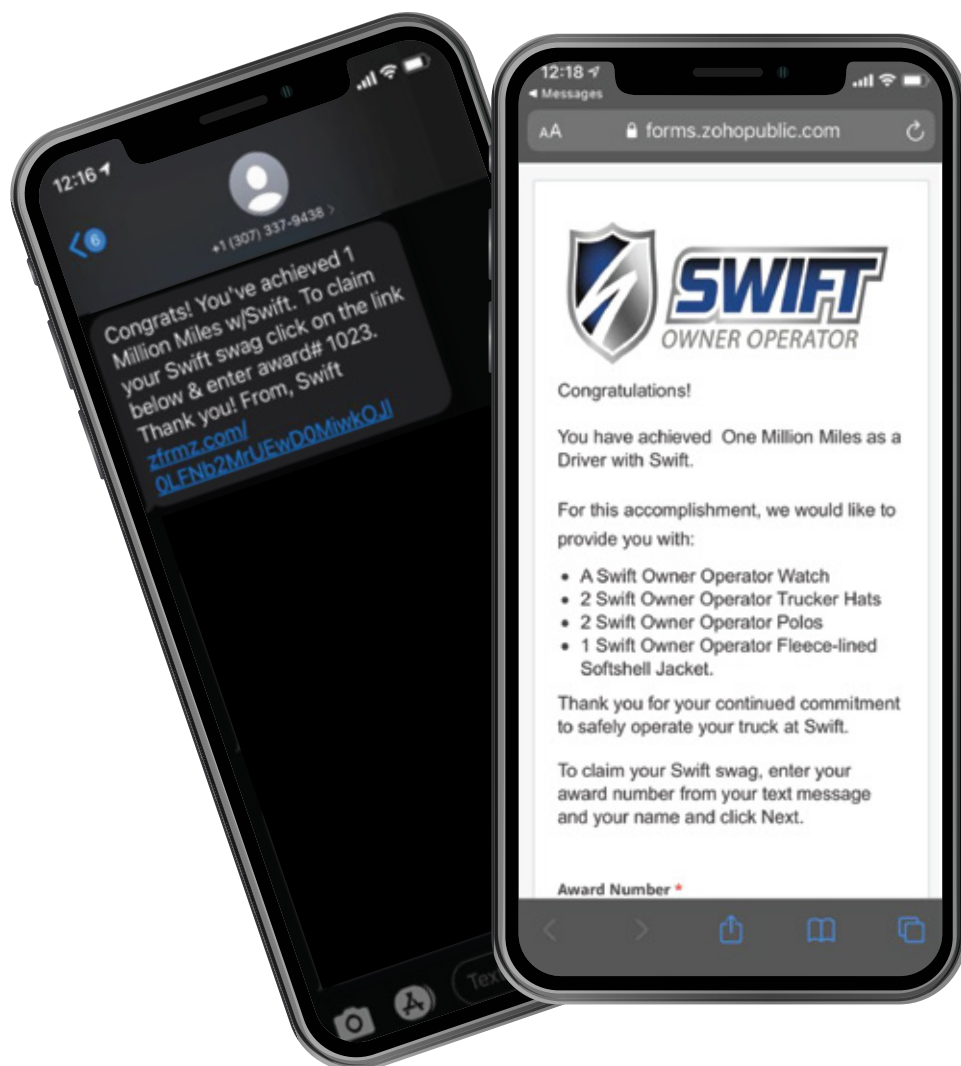 12:16
6
+1 (307) 337-9438 >
Congrats! You've achieved 1
Million Miles w/Swift. To claim
your Swift swag click on the link
below & enter award# 1023.
Thank you! From, Swift
zfrmz.com/
0LFNb2MrUEwD0MiwkOJl
12:18
Messages
AA forms.zohopublic.com
SWIFT
OWNER OPERATOR
Congratulations!
You have achieved One Million Miles as a
Driver with Swift.
For this accomplishment, we would like to
provide you with:
• A Swift Owner Operator Watch
• 2 Swift Owner Operator Trucker Hats
• 2 Swift Owner Operator Polos
• 1 Swift Owner Operator Fleece-lined
Softshell Jacket.
Thank you for your continued commitment
to safely operate your truck at Swift.
To claim your Swift swag, enter your
award number from your text message
and your name and click Next.
Award Number *